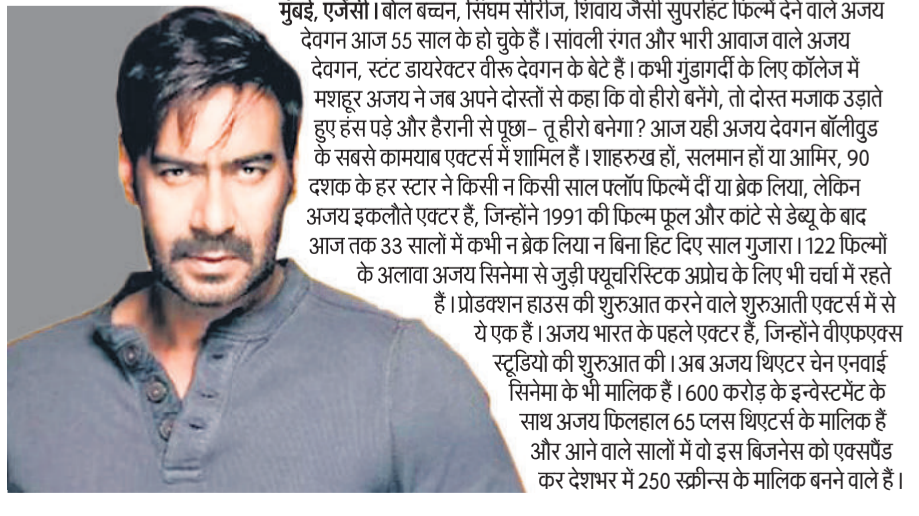 मुंबई, एजेंसी। बोल बच्चन, सिंघम सीरीज, शिवाय जैसी सुपरहिट फिल्में देने वाले अजय
देवगन आज 55 साल के हो चुके हैं। सांवली रंगत और भारी आवाज वाले अजय
देवगन, स्टंट डायरेक्टर वीरू देवगन के बेटे हैं। कभी गुंडागर्दी के लिए कॉलेज में
मशहूर अजय ने जब अपने दोस्तों से कहा कि वो हीरो बनेंगे, तो दोस्त मजाक उड़ाते
हुए हंस पड़े और हैरानी से पूछा– तू हीरो बनेगा? आज यही अजय देवगन बॉलीवुड
के सबसे कामयाब एक्टर्स में शामिल हैं। शाहरुख हों, सलमान हों या आमिर, 90
दशक के हर स्टार ने किसी न किसी साल फ्लॉप फिल्में दीं या ब्रेक लिया, लेकिन
अजय इकलौते एक्टर हैं, जिन्होंने 1991 की फिल्म फूल और कांटे से डेब्यू के बाद
आज तक 33 सालों में कभी न ब्रेक लिया न बिना हिट दिए साल गुजारा। 122 फिल्मों
के अलावा अजय सिनेमा से जुड़ी फ्यूचरिस्टिक अप्रोच के लिए भी चर्चा में रहते
हैं। प्रोडक्शन हाउस की शुरुआत करने वाले शुरुआती एक्टर्स में से
ये एक हैं। अजय भारत के पहले एक्टर हैं, जिन्होंने वीएफएक्स
स्टूडियो की शुरुआत की। अब अजय थिएटर चेन एनवाई
सिनेमा के भी मालिक हैं। 600 करोड़ के इन्वेस्टमेंट के
साथ अजय फिलहाल 65 प्लस थिएटर्स के मालिक हैं
और आने वाले सालों में वो इस बिजनेस को एक्सपैंड
कर देशभर में 250 स्क्रीन्स के मालिक बनने वाले हैं।